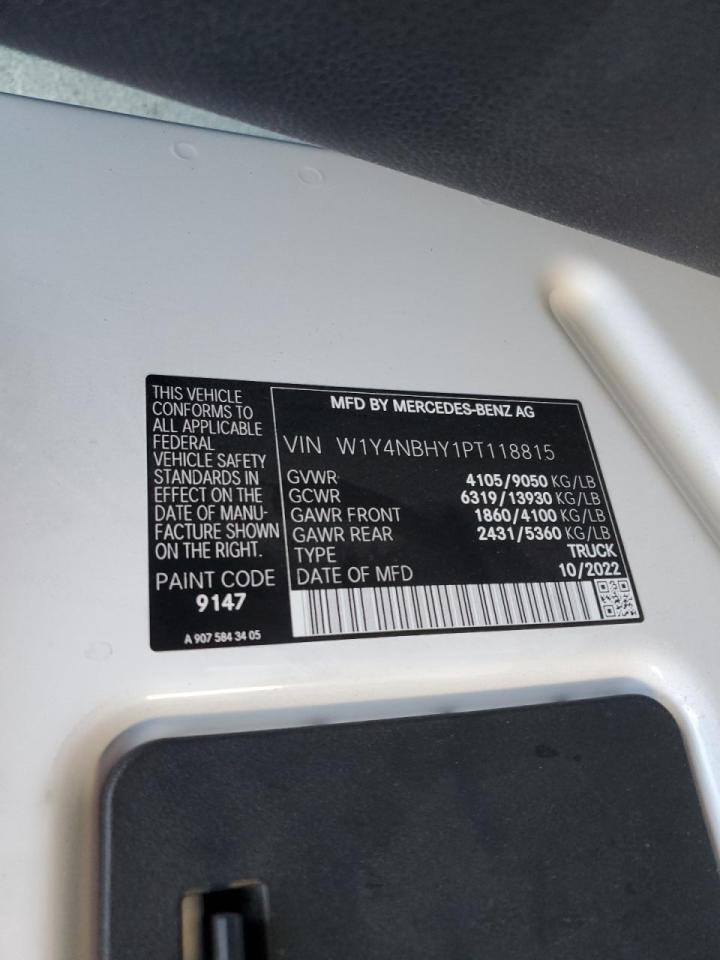 THIS VEHICLE
CONFORMS TO
ALL APPLICABLE
FEDERAL
VEHICLE SAFETY
STANDARDS IN
EFFECT ON THE
DATE OF MANU-
FACTURE SHOWN
ON THE RIGHT.
PAINT CODE
9147
A 907 584 34 05
MFD BY MERCEDES-BENZ AG
VIN W1Y4NBHY1PT118815
GVWR 4105/9050 KG/LB
GCWR 6319/13930 KG/LB
GAWR FRONT 1860/4100 KG/LB
GAWR REAR 2431/5360 KG/LB
TYPE TRUCK
DATE OF MFD 10/2022